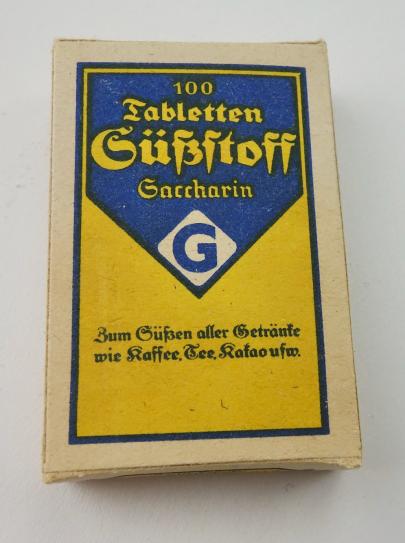 100
Tabletten
Süßstoff
Saccharin
G
Zum Süßen aller Getränke
wie Kaffee, Tee, Kakao usw.